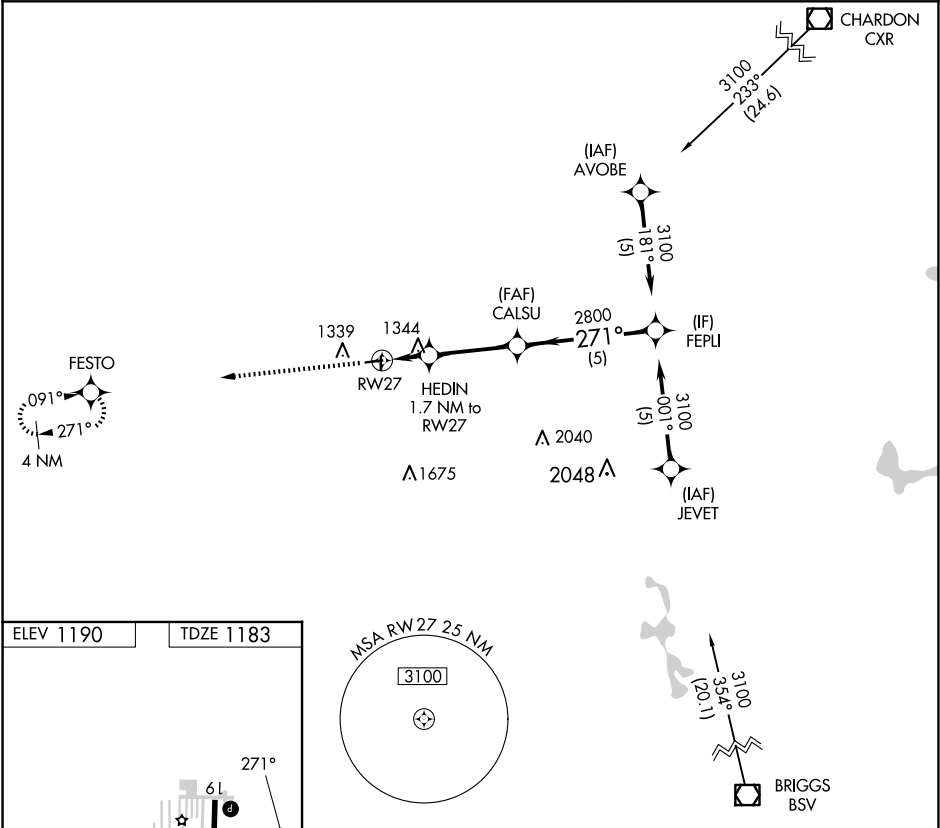 CHARDON
CXR
3100
233°
(24.6)
(IAF)
AVOBE
3100
181°
(5)
(FAF)
CALSU
2800
271°
(5)
(IF)
FEPLI
1339
1344
RW27
HEDIN
1.7 NM to
RW27
FESTO
091°
271°
4 NM
3100
001°
(5)
2040
2048
1675
(IAF)
JEVET
ELEV 1190
TDZE 1183
MSA RW27 25 NM
3100
3100
354°
(20.1)
BRIGGS
BSV
271°
19
P